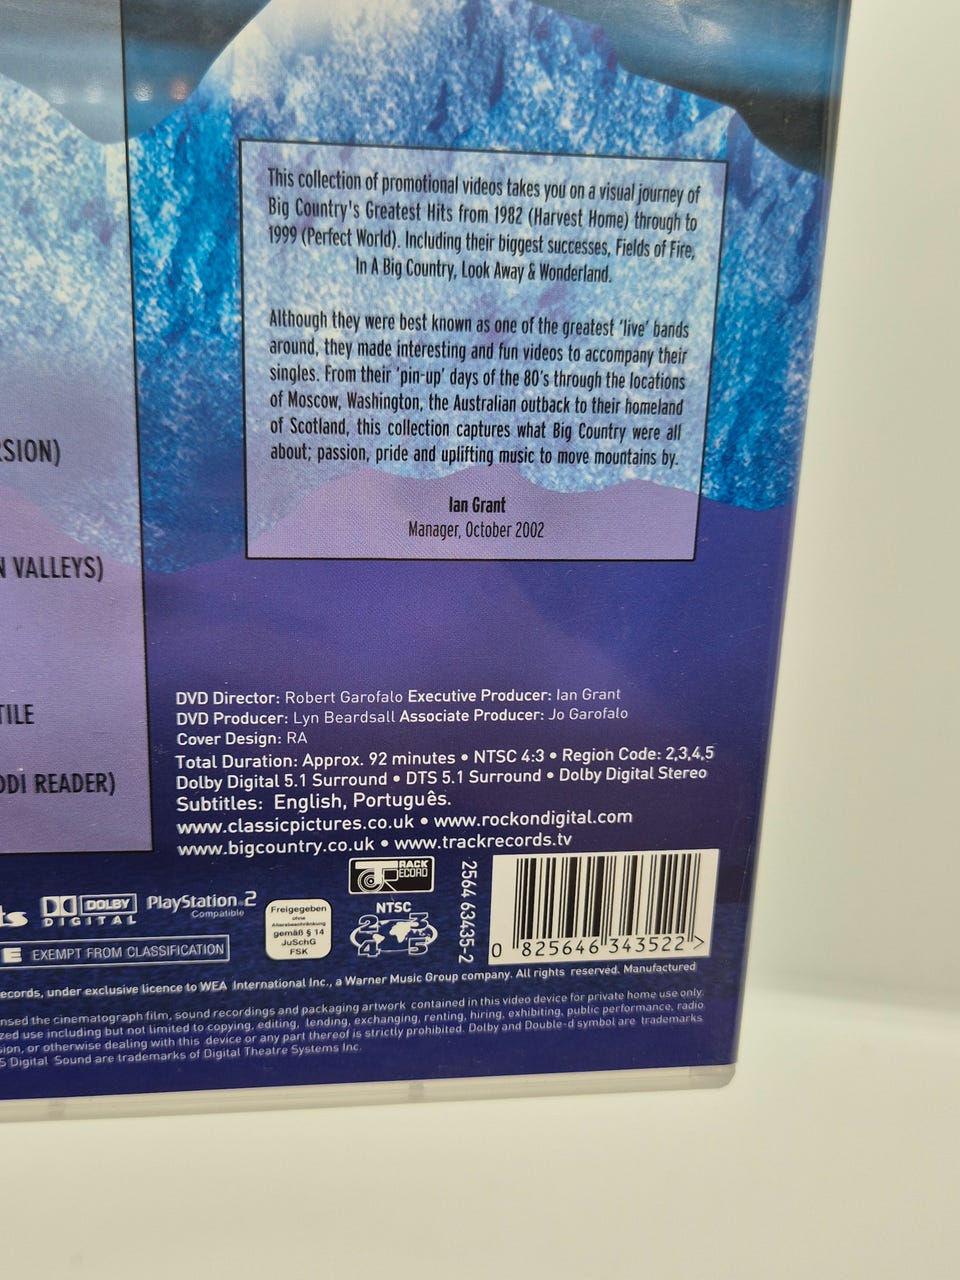 This collection of promotional videos takes you on a visual journey of
Big Country's Greatest Hits from 1982 (Harvest Home) through to
1999 (Perfect World). Including their biggest successes, Fields of Fire,
In A Big Country, Look Away & Wonderland.
Although they were best known as one of the greatest 'live' bands
around, they made interesting and fun videos to accompany their
singles. From their 'pin-up' days of the 80's through the locations
of Moscow, Washington, the Australian outback to their homeland
of Scotland, this collection captures what Big Country were all
about; passion, pride and uplifting music to move mountains by.
Ian Grant
Manager, October 2002
SION)
VALLEYS)
TILE
READER)
DVD Director: Robert Garofalo Executive Producer: Ian Grant
DVD Producer: Lyn Beardsall Associate Producer: Jo Garofalo
Cover Design: RA
Total Duration: Approx. 92 minutes • NTSC 4:3 • Region Code: 2,3,4,5
Dolby Digital 5.1 Surround • DTS 5.1 Surround • Dolby Digital Stereo
Subtitles: English, Português.
www.classicpictures.co.uk • www.rockondigital.com
www.bigcountry.co.uk • www.trackrecords.tv
ts
DOLBY
DIGITAL
PlayStation 2
Compatible
Freigegeben
ohne
Altersbeschränkung
gemäß § 14
JuSchG
FSK
TRACK
RECORD
NTSC
2 3
4 5
2564 63435-2
0 825646 343522 >
E EXEMPT FROM CLASSIFICATION
ecords, under exclusive licence to WEA International Inc., a Warner Music Group company. All rights reserved. Manufactured
nsed the cinematograph film, sound recordings and packaging artwork contained in this video device for private home use only.
zed use including but not limited to copying, editing, lending, exchanging, renting, hiring, exhibiting, public performance, radio
sion, or otherwise dealing with this device or any part thereof is strictly prohibited. Dolby and Double-d symbol are trademarks
S Digital Sound are trademarks of Digital Theatre Systems Inc.